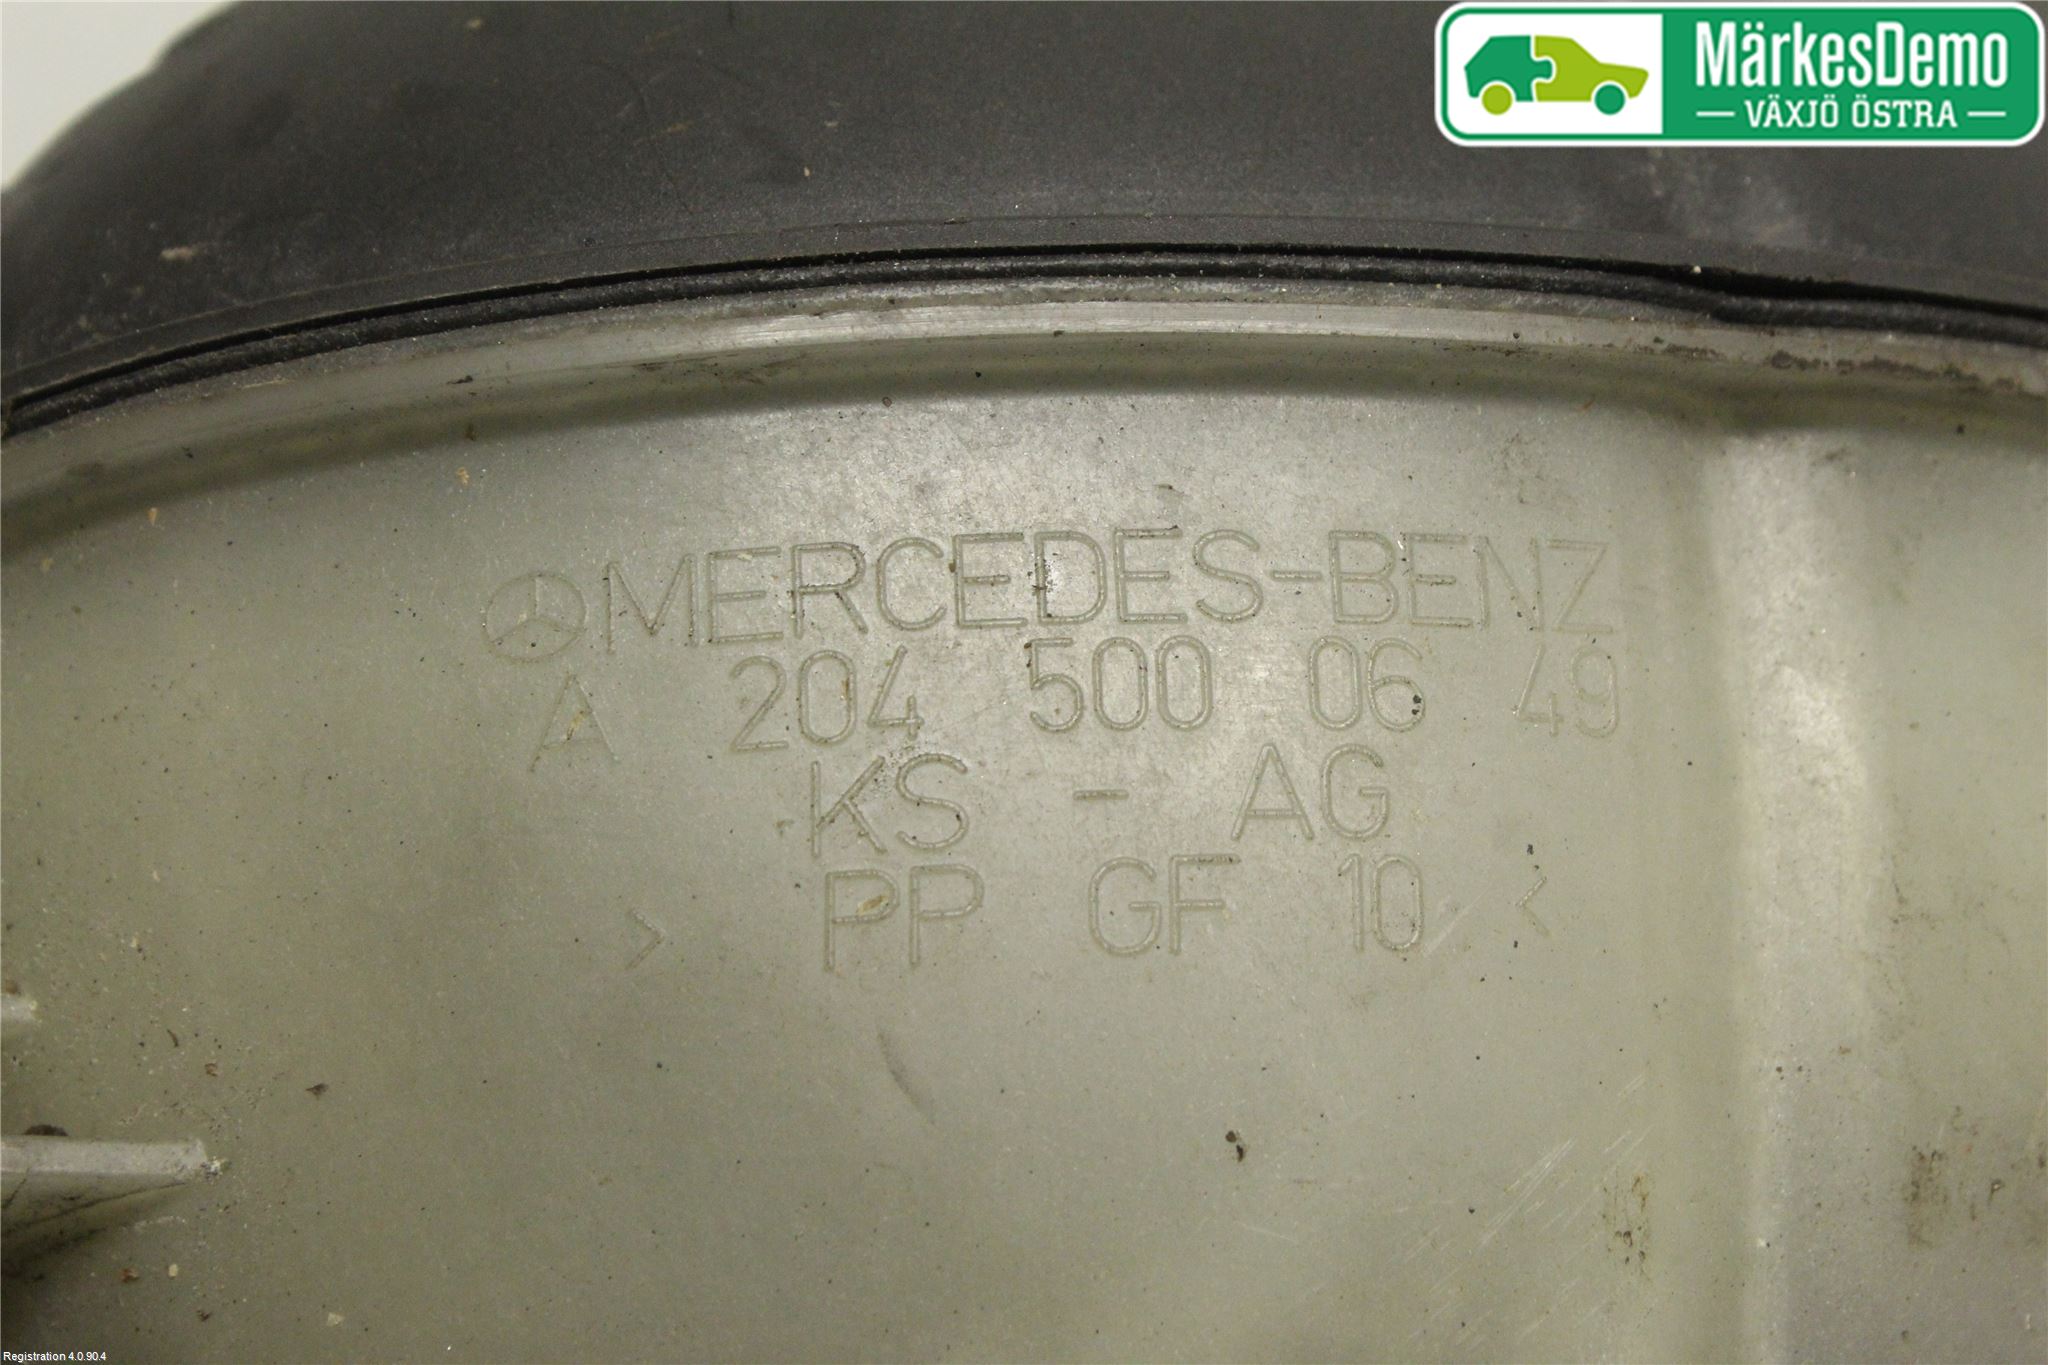 MärkesDemo
— VÄXJÖ ÖSTRA —
MERCEDES-BENZ
A 204 500 06 49
KS - AG
> PP GF 10 <
Registration 4.0.90.4